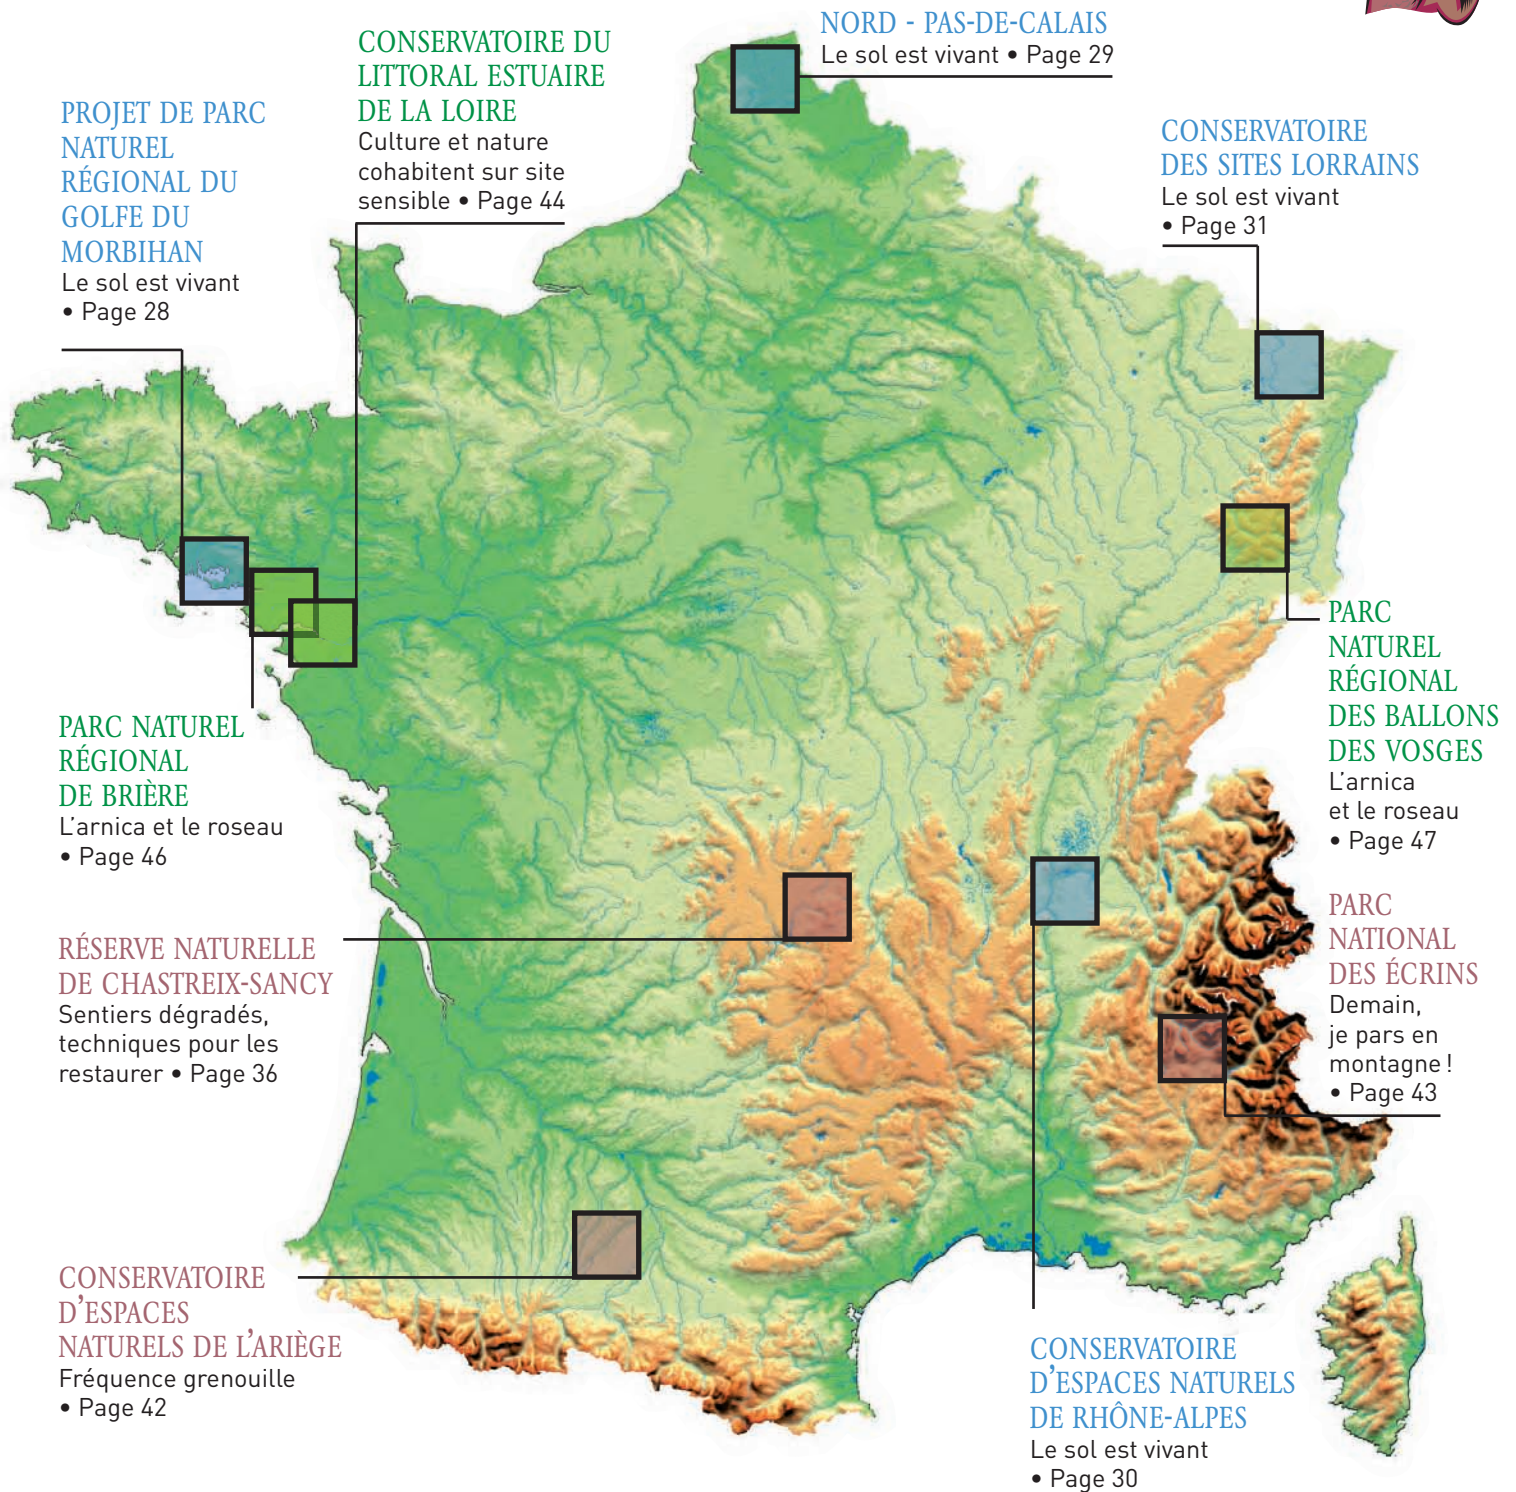 NORD - PAS-DE-CALAIS
Le sol est vivant • Page 29
CONSERVATOIRE DU
LITTORAL ESTUAIRE
DE LA LOIRE
Culture et nature
cohabitent sur site
sensible • Page 44
PROJET DE PARC
NATUREL
RÉGIONAL DU
GOLFE DU
MORBIHAN
Le sol est vivant
• Page 28
CONSERVATOIRE
DES SITES LORRAINS
Le sol est vivant
• Page 31
PARC
NATUREL
RÉGIONAL
DES BALLONS
DES VOSGES
L'arnica
et le roseau
• Page 47
PARC NATUREL
RÉGIONAL
DE BRIÈRE
L'arnica et le roseau
• Page 46
PARC
NATIONAL
DES ÉCRINS
Demain,
je pars en
montagne !
• Page 43
RÉSERVE NATURELLE
DE CHASTREIX-SANCY
Sentiers dégradés,
techniques pour les
restaurer • Page 36
CONSERVATOIRE
D'ESPACES
NATURELS DE L'ARIÈGE
Fréquence grenouille
• Page 42
CONSERVATOIRE
D'ESPACES NATURELS
DE RHÔNE-ALPES
Le sol est vivant
• Page 30